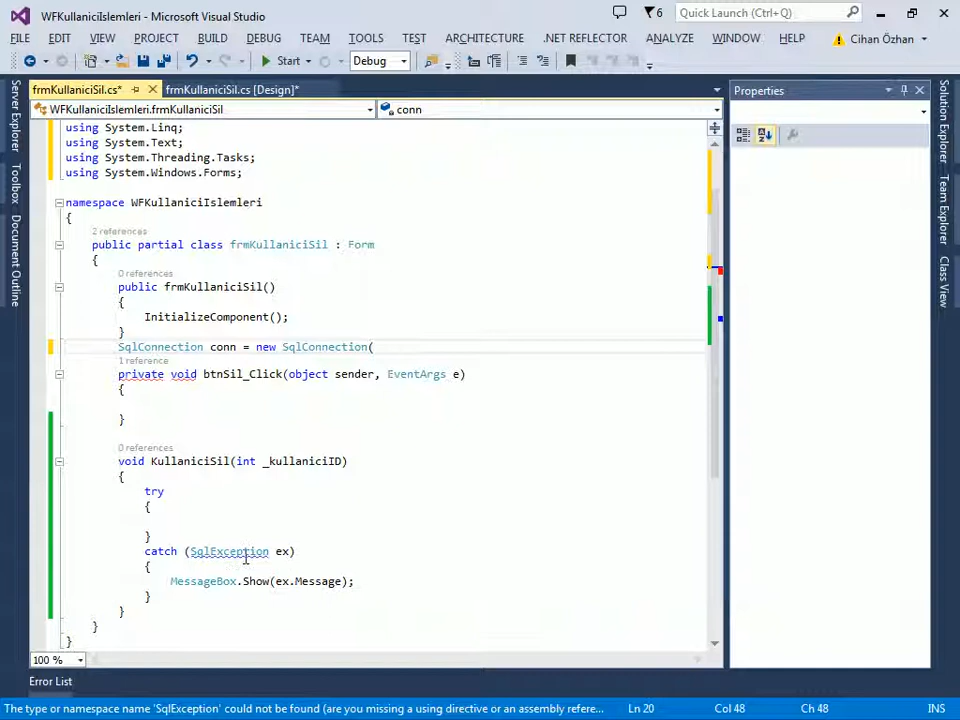 WFKullaniciIslemleri - Microsoft Visual Studio
6
Quick Launch (Ctrl+Q)
FILE EDIT VIEW PROJECT BUILD DEBUG TEAM TOOLS TEST ARCHITECTURE .NET REFLECTOR ANALYZE WINDOW HELP Cihan Özhan
Start Debug
frmKullaniciSil.cs* frmKullaniciSil.cs [Design]*
WFKullaniciIslemleri.frmKullaniciSil conn
Properties
Server Explorer
Toolbox
Document Outline
Solution Explorer
Team Explorer
Class View
using System.Linq;
using System.Text;
using System.Threading.Tasks;
using System.Windows.Forms;
namespace WFKullaniciIslemleri
{
2 references
public partial class frmKullaniciSil : Form
{
0 references
public frmKullaniciSil()
{
InitializeComponent();
}
SqlConnection conn = new SqlConnection(
1 reference
private void btnSil_Click(object sender, EventArgs e)
{
}
0 references
void KullaniciSil(int _kullaniciID)
{
try
{
}
catch (SqlException ex)
{
MessageBox.Show(ex.Message);
}
}
}
}
100 %
Error List
The type or namespace name 'SqlException' could not be found (are you missing a using directive or an assembly refere... Ln 20 Col 48 Ch 48 INS